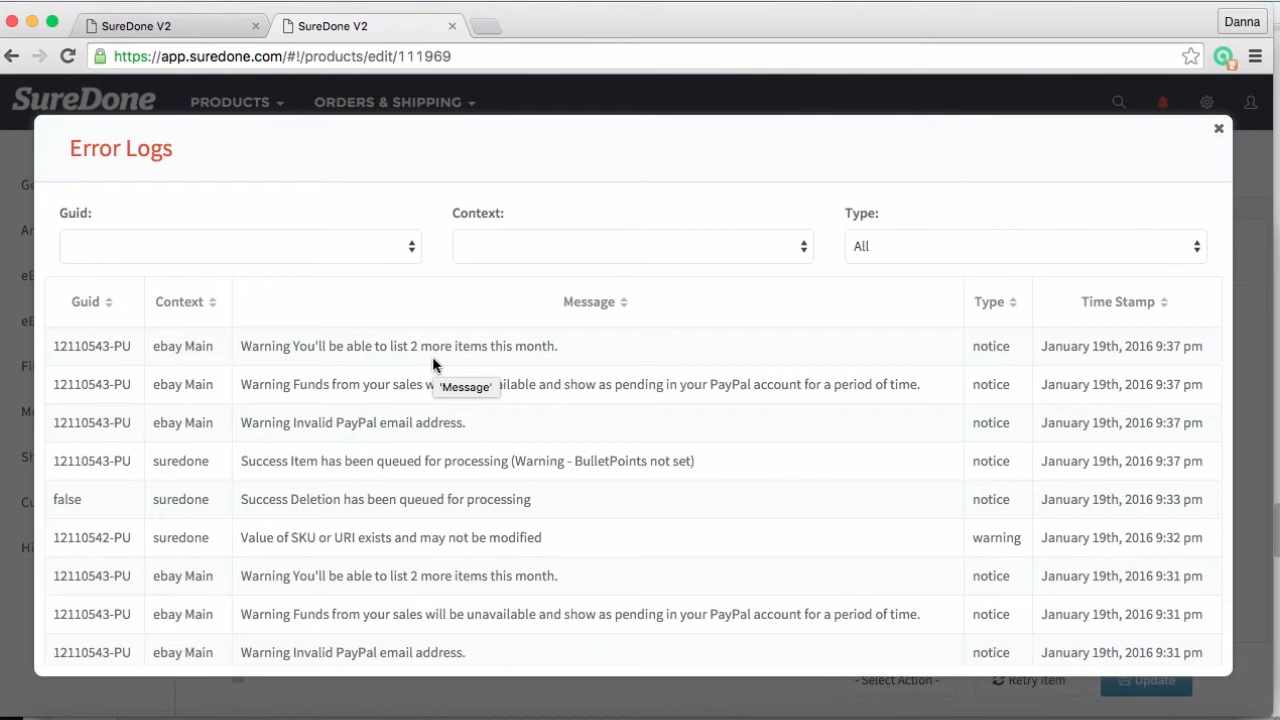 SureDone V2
SureDone V2
Danna
https://app.suredone.com/#!/products/edit/111969
SureDone PRODUCTS ORDERS & SHIPPING
Error Logs
Guid: Context: Type:
All
Guid Context Message Type Time Stamp
12110543-PU ebay Main Warning You'll be able to list 2 more items this month. notice January 19th, 2016 9:37 pm
12110543-PU ebay Main Warning Funds from your sales w ailable and show as pending in your PayPal account for a period of time. notice January 19th, 2016 9:37 pm
'Message'
12110543-PU ebay Main Warning Invalid PayPal email address. notice January 19th, 2016 9:37 pm
12110543-PU suredone Success Item has been queued for processing (Warning - BulletPoints not set) notice January 19th, 2016 9:37 pm
false suredone Success Deletion has been queued for processing notice January 19th, 2016 9:33 pm
12110542-PU suredone Value of SKU or URI exists and may not be modified warning January 19th, 2016 9:32 pm
12110543-PU ebay Main Warning You'll be able to list 2 more items this month. notice January 19th, 2016 9:31 pm
12110543-PU ebay Main Warning Funds from your sales will be unavailable and show as pending in your PayPal account for a period of time. notice January 19th, 2016 9:31 pm
12110543-PU ebay Main Warning Invalid PayPal email address. notice January 19th, 2016 9:31 pm
- Select Action - Retry Item Update